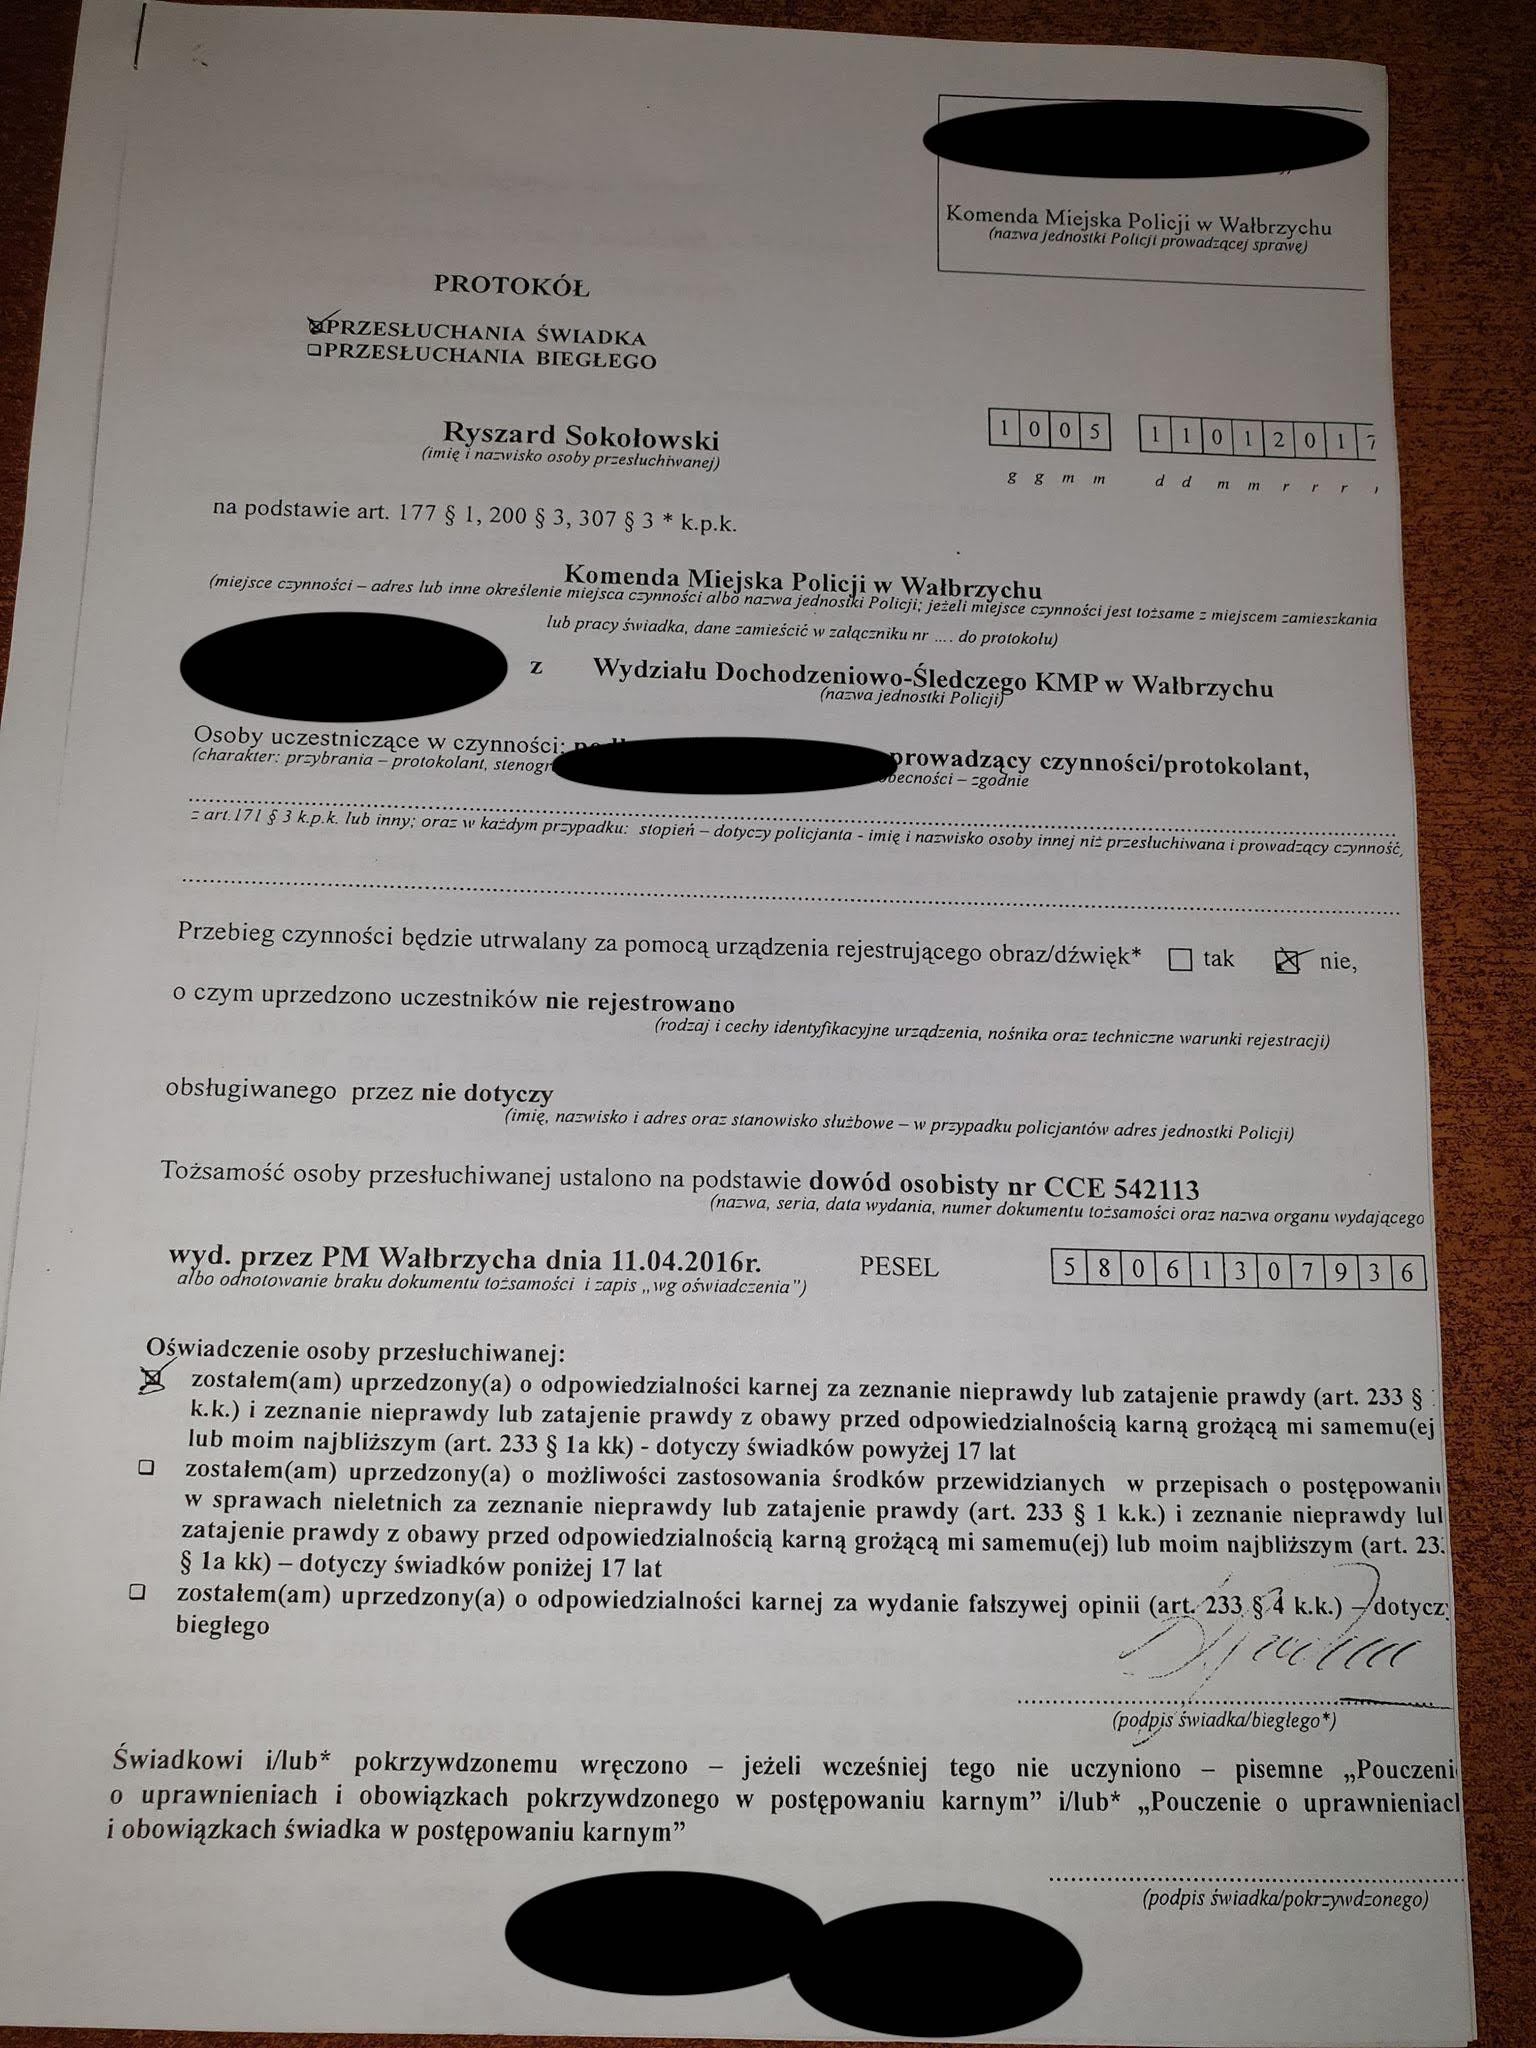 Komenda Miejska Policji w Wałbrzychu
(nazwa jednostki Policji prowadzącej sprawę)
PROTOKÓŁ
PRZESŁUCHANIA ŚWIADKA
PRZESŁUCHANIA BIEGŁEGO
Ryszard Sokołowski
(imię i nazwisko osoby przesłuchiwanej)
1 0 0 5 1 1 0 1 2 0 1 7
g g m m d d m m r r r
na podstawie art. 177 § 1, 200 § 3, 307 § 3 * k.p.k.
Komenda Miejska Policji w Wałbrzychu
(miejsce czynności – adres lub inne określenie miejsca czynności albo nazwa jednostki Policji; jeżeli miejsce czynności jest tożsame z miejscem zamieszkania
lub pracy świadka, dane zamieścić w załączniku nr .... do protokołu)
z Wydziału Dochodzeniowo-Śledczego KMP w Wałbrzychu
(nazwa jednostki Policji)
Osoby uczestniczące w czynności: prowadzący czynności/protokolant,
(charakter: przybrania – protokolant, stenogr obecności – zgodnie
z art.171 § 3 k.p.k. lub inny; oraz w każdym przypadku: stopień – dotyczy policjanta - imię i nazwisko osoby innej niż przesłuchiwana i prowadzący czynność,
Przebieg czynności będzie utrwalany za pomocą urządzenia rejestrującego obraz/dźwięk* tak nie,
o czym uprzedzono uczestników nie rejestrowano
(rodzaj i cechy identyfikacyjne urządzenia, nośnika oraz techniczne warunki rejestracji)
obsługiwanego przez nie dotyczy
(imię, nazwisko i adres oraz stanowisko służbowe – w przypadku policjantów adres jednostki Policji)
Tożsamość osoby przesłuchiwanej ustalono na podstawie dowód osobisty nr CCE 542113
(nazwa, seria, data wydania, numer dokumentu tożsamości oraz nazwa organu wydającego
wyd. przez PM Wałbrzycha dnia 11.04.2016r. PESEL 5 8 0 6 1 3 0 7 9 3 6
albo odnotowanie braku dokumentu tożsamości i zapis „wg oświadczenia”)
Oświadczenie osoby przesłuchiwanej:
zostałem(am) uprzedzony(a) o odpowiedzialności karnej za zeznanie nieprawdy lub zatajenie prawdy (art. 233 §
k.k.) i zeznanie nieprawdy lub zatajenie prawdy z obawy przed odpowiedzialnością karną grożącą mi samemu(ej
lub moim najbliższym (art. 233 § 1a kk) - dotyczy świadków powyżej 17 lat
zostałem(am) uprzedzony(a) o możliwości zastosowania środków przewidzianych w przepisach o postępowaniu
w sprawach nieletnich za zeznanie nieprawdy lub zatajenie prawdy (art. 233 § 1 k.k.) i zeznanie nieprawdy lub
zatajenie prawdy z obawy przed odpowiedzialnością karną grożącą mi samemu(ej) lub moim najbliższym (art. 233
§ 1a kk) – dotyczy świadków poniżej 17 lat
zostałem(am) uprzedzony(a) o odpowiedzialności karnej za wydanie fałszywej opinii (art. 233 § 4 k.k.) – dotyczy
biegłego
(podpis świadka/biegłego*)
Świadkowi i/lub* pokrzywdzonemu wręczono – jeżeli wcześniej tego nie uczyniono – pisemne „Pouczeni
o uprawnieniach i obowiązkach pokrzywdzonego w postępowaniu karnym” i/lub* „Pouczenie o uprawnieniach
i obowiązkach świadka w postępowaniu karnym”
(podpis świadka/pokrzywdzonego)